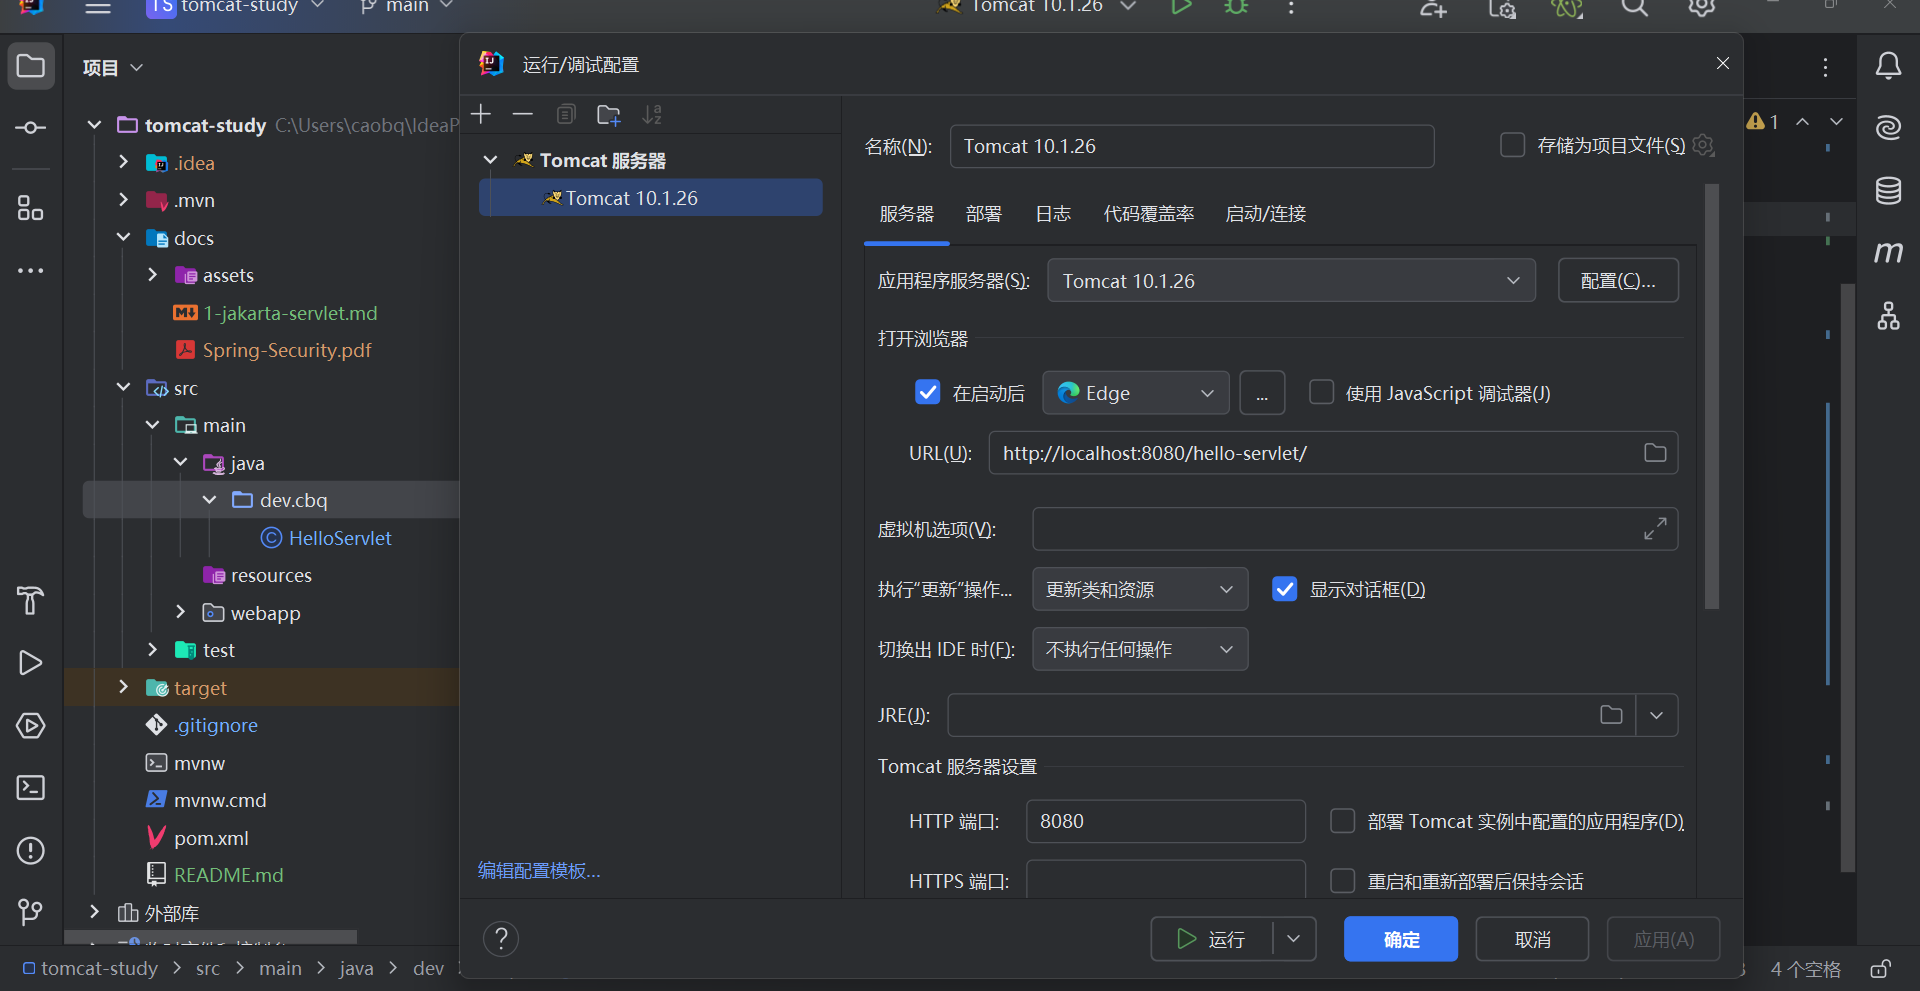 TS tomcat-study
main
Tomcat 10.1.26
项目
tomcat-study C:\Users\caobq\IdeaP
.idea
.mvn
docs
assets
1-jakarta-servlet.md
Spring-Security.pdf
src
main
java
dev.cbq
HelloServlet
resources
webapp
test
target
.gitignore
mvnw
mvnw.cmd
pom.xml
README.md
外部库
运行/调试配置
Tomcat 服务器
Tomcat 10.1.26
编辑配置模板...
名称(N): Tomcat 10.1.26
存储为项目文件(S)
服务器 部署 日志 代码覆盖率 启动/连接
应用程序服务器(S): Tomcat 10.1.26 配置(C)...
打开浏览器
在启动后 Edge ... 使用 JavaScript 调试器(J)
URL(U): http://localhost:8080/hello-servlet/
虚拟机选项(V):
执行“更新”操作... 更新类和资源 显示对话框(D)
切换出 IDE 时(F): 不执行任何操作
JRE(J):
Tomcat 服务器设置
HTTP 端口: 8080 部署 Tomcat 实例中配置的应用程序(D)
HTTPS 端口: 重启和重新部署后保持会话
? 运行 确定 取消 应用(A)
1
m
tomcat-study > src > main > java > dev
4 个空格